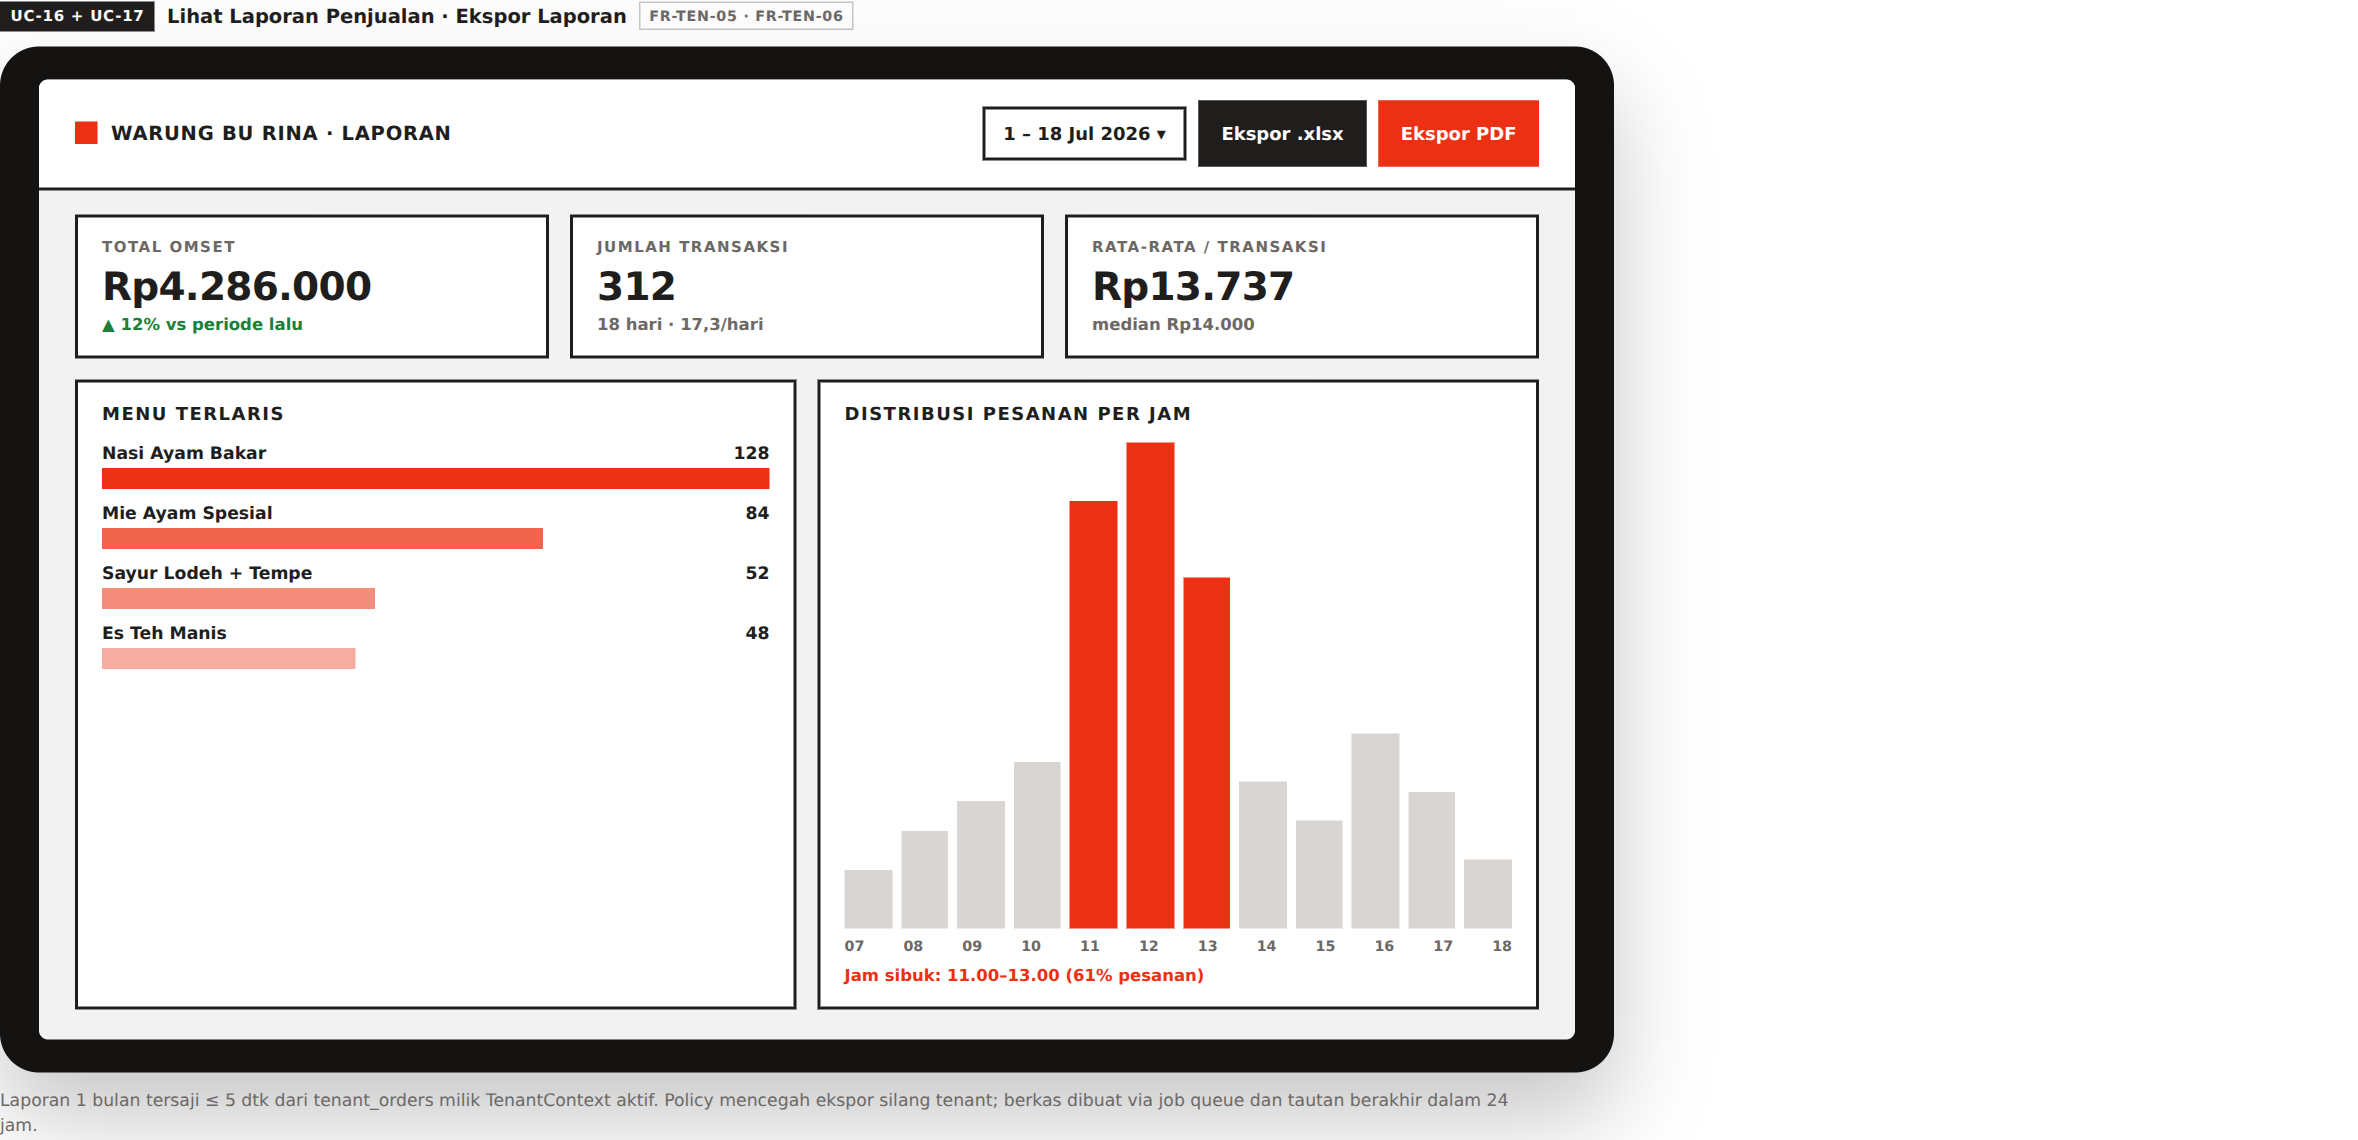 UC-16 + UC-17 Lihat Laporan Penjualan · Ekspor Laporan FR-TEN-05 · FR-TEN-06
WARUNG BU RINA · LAPORAN
1 – 18 Jul 2026 ▾
Ekspor .xlsx
Ekspor PDF
TOTAL OMSET
Rp4.286.000
▲ 12% vs periode lalu
JUMLAH TRANSAKSI
312
18 hari · 17,3/hari
RATA-RATA / TRANSAKSI
Rp13.737
median Rp14.000
MENU TERLARIS
Nasi Ayam Bakar 128
Mie Ayam Spesial 84
Sayur Lodeh + Tempe 52
Es Teh Manis 48
DISTRIBUSI PESANAN PER JAM
07 08 09 10 11 12 13 14 15 16 17 18
Jam sibuk: 11.00–13.00 (61% pesanan)
Laporan 1 bulan tersaji ≤ 5 dtk dari tenant_orders milik TenantContext aktif. Policy mencegah ekspor silang tenant; berkas dibuat via job queue dan tautan berakhir dalam 24
jam.